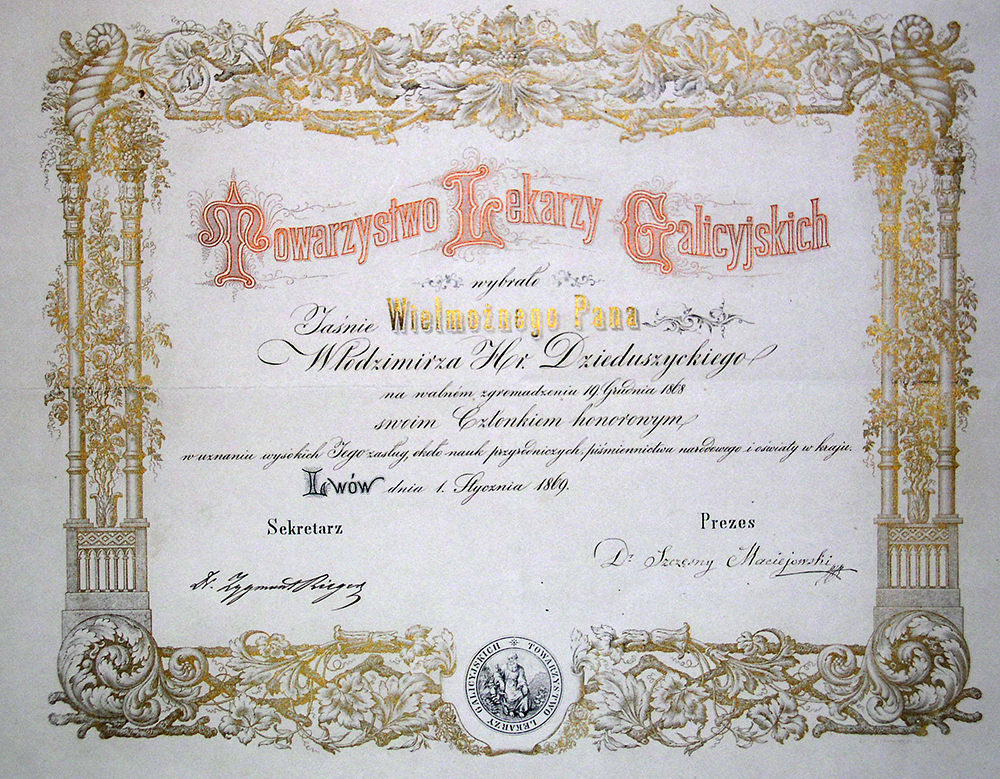 Towarzystwo Lekarzy Galicyjskich
wybrało
Jaśnie Wielmożnego Pana
Włodzimirza Hr. Dzieduszyckiego
na walném zgromadzeniu 19. Grudnia 1868
swoim Członkiem honorowym,
w uznaniu wysokich Jego zasług, około nauk przyrodniczych, piśmiennictwa narodowego i oświaty w kraju.
Lwów dnia 1. Stycznia 1869.
Sekretarz
Prezes
Dr Szczęsny Maciejowski
Dr. Zygmunt Rieger
TOWARZYSTWO LEKARZY GALICYJSKICH